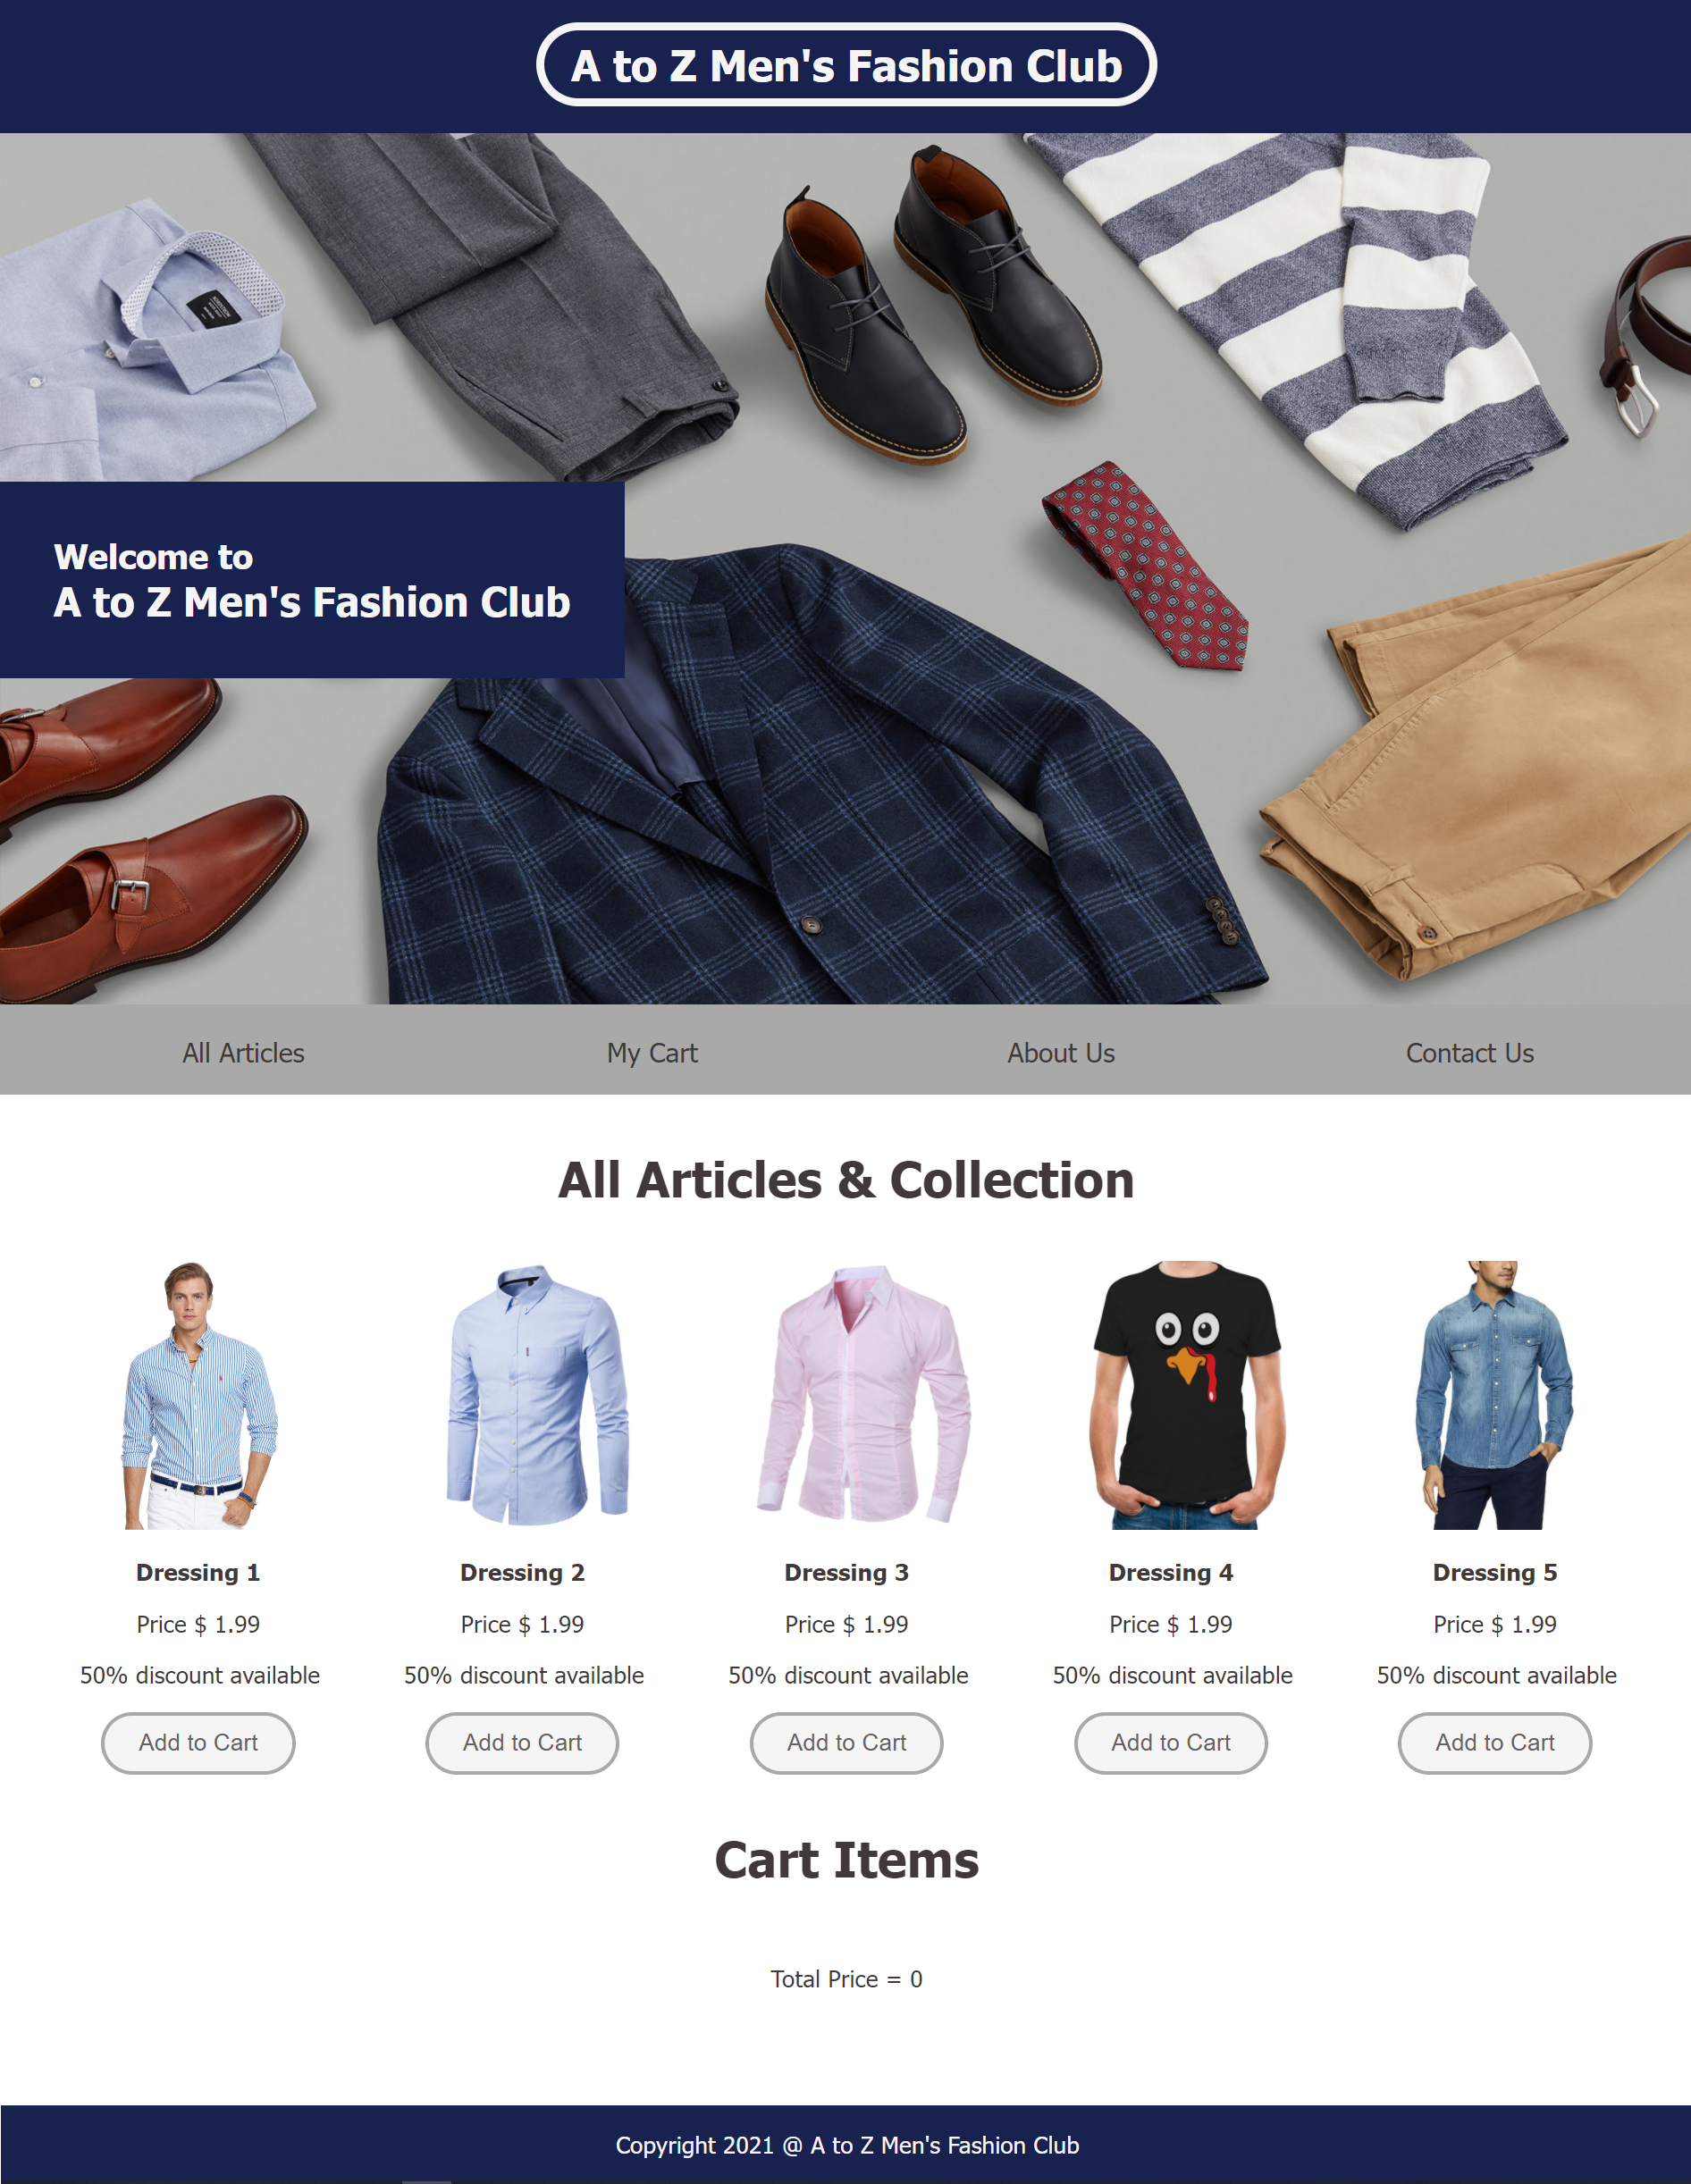 A to Z Men's Fashion Club
Welcome to
A to Z Men's Fashion Club
All Articles My Cart About Us Contact Us
All Articles & Collection
Dressing 1 Dressing 2 Dressing 3 Dressing 4 Dressing 5
Price $ 1.99 Price $ 1.99 Price $ 1.99 Price $ 1.99 Price $ 1.99
50% discount available 50% discount available 50% discount available 50% discount available 50% discount available
Add to Cart Add to Cart Add to Cart Add to Cart Add to Cart
Cart Items
Total Price = 0
Copyright 2021 @ A to Z Men's Fashion Club